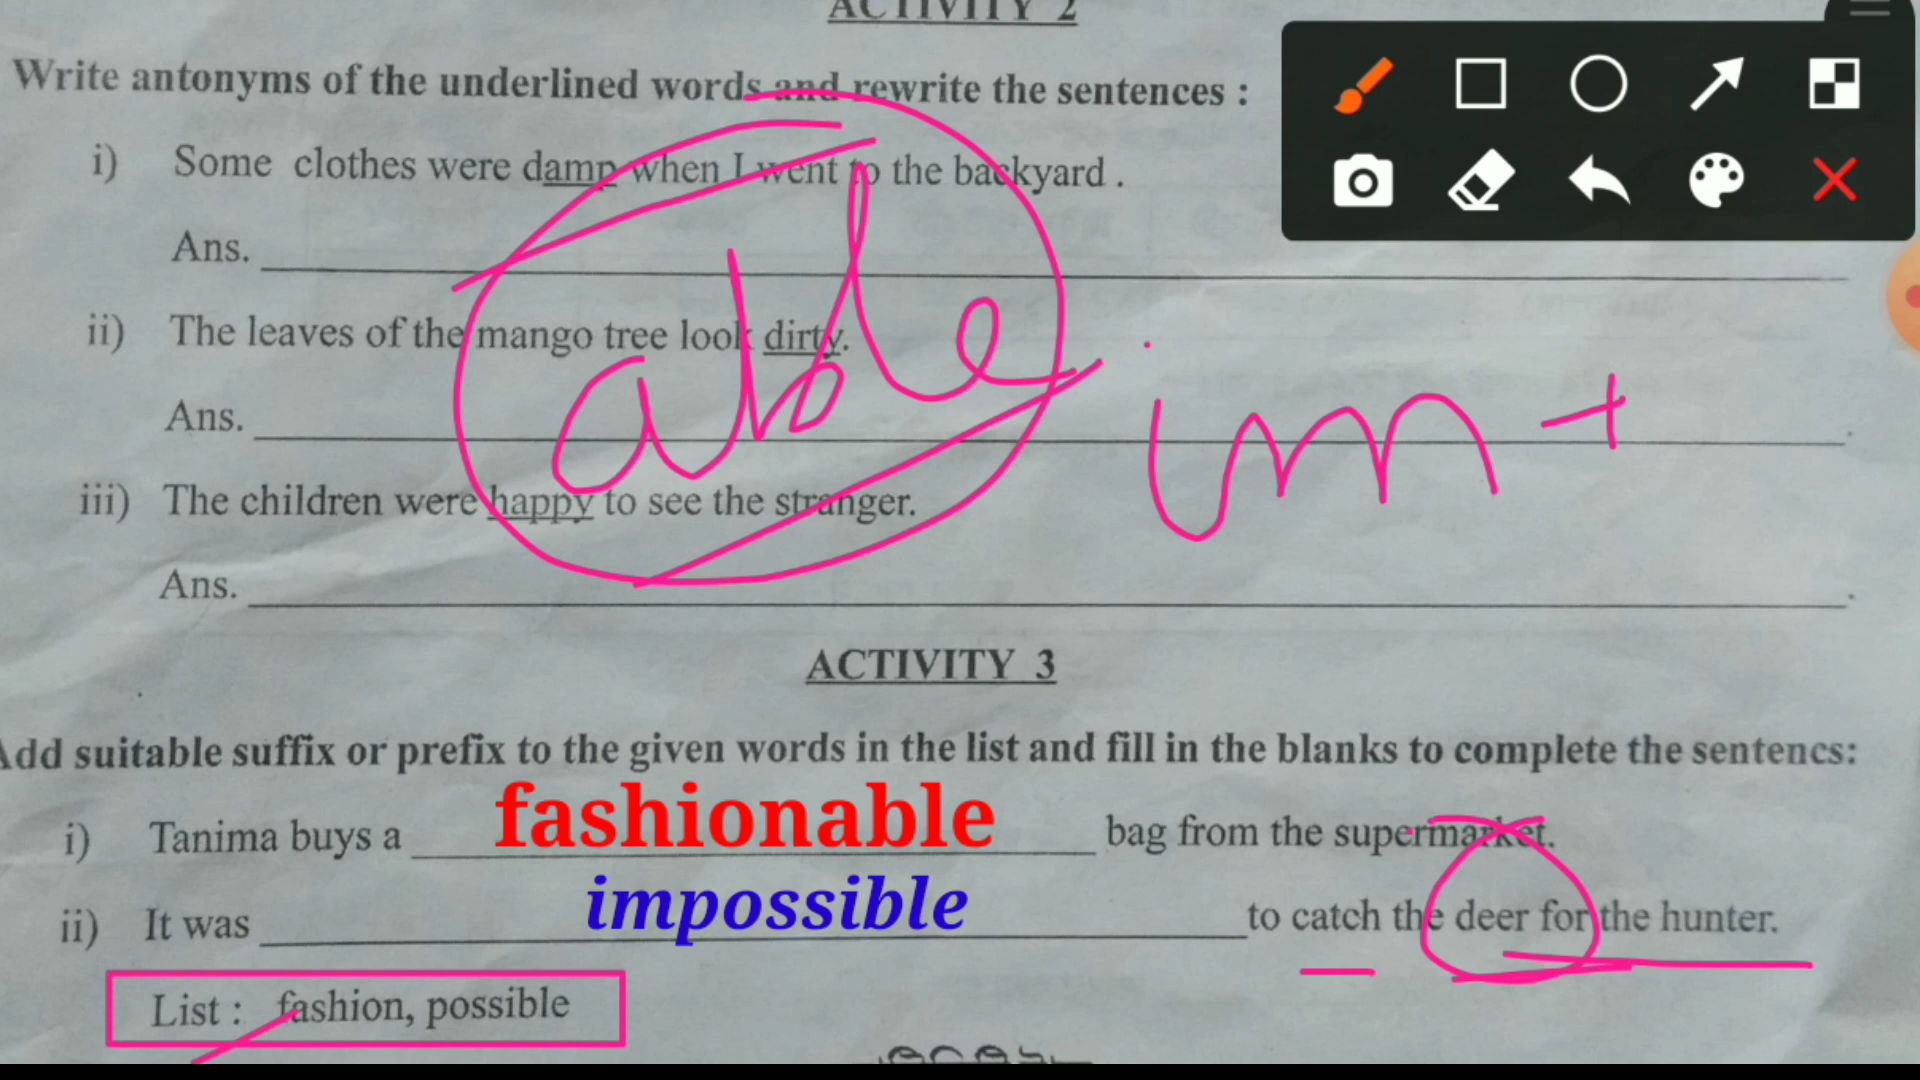 ACTIVITY 2
Write antonyms of the underlined words and rewrite the sentences :
i) Some clothes were damp when I went to the backyard .
Ans.
ii) The leaves of the mango tree look dirty.
Ans.
able
im +
iii) The children were happy to see the stranger.
Ans.
ACTIVITY 3
Add suitable suffix or prefix to the given words in the list and fill in the blanks to complete the sentencs:
i) Tanima buys a fashionable bag from the supermarket.
ii) It was impossible to catch the deer for the hunter.
List : fashion, possible